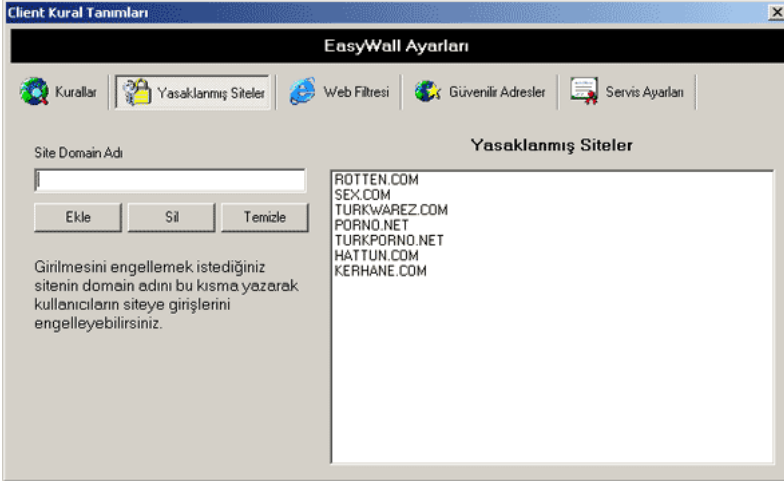 Client Kural Tanımları
EasyWall Ayarları
Kurallar
Yasaklanmış Siteler
Web Filtresi
Güvenilir Adresler
Servis Ayarları
Site Domain Adı
Ekle
Sil
Temizle
Girilmesini engellemek istediğiniz
sitenin domain adını bu kısma yazarak
kullanıcıların siteye girişlerini
engelleyebilirsiniz.
Yasaklanmış Siteler
ROTTEN.COM
SEX.COM
TURKWAREZ.COM
PORNO.NET
TURKPORNO.NET
HATTUN.COM
KERHANE.COM